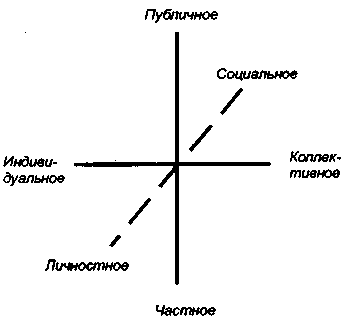 Публичное
Социальное
Индиви-
дуальное
Коллек-
тивное
Личностное
Частное